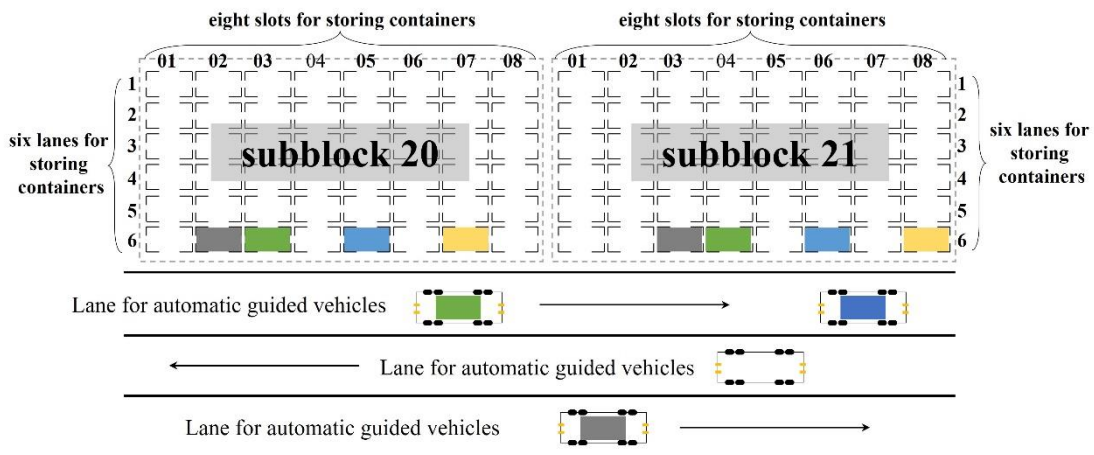 eight slots for storing containers eight slots for storing containers
01 02 03 04 05 06 07 08 01 02 03 04 05 06 07 08
1 1
2 2
six lanes for storing containers 3 subblock 20 subblock 21 3 six lanes for storing containers
4 4
5 5
6 6
Lane for automatic guided vehicles
Lane for automatic guided vehicles
Lane for automatic guided vehicles